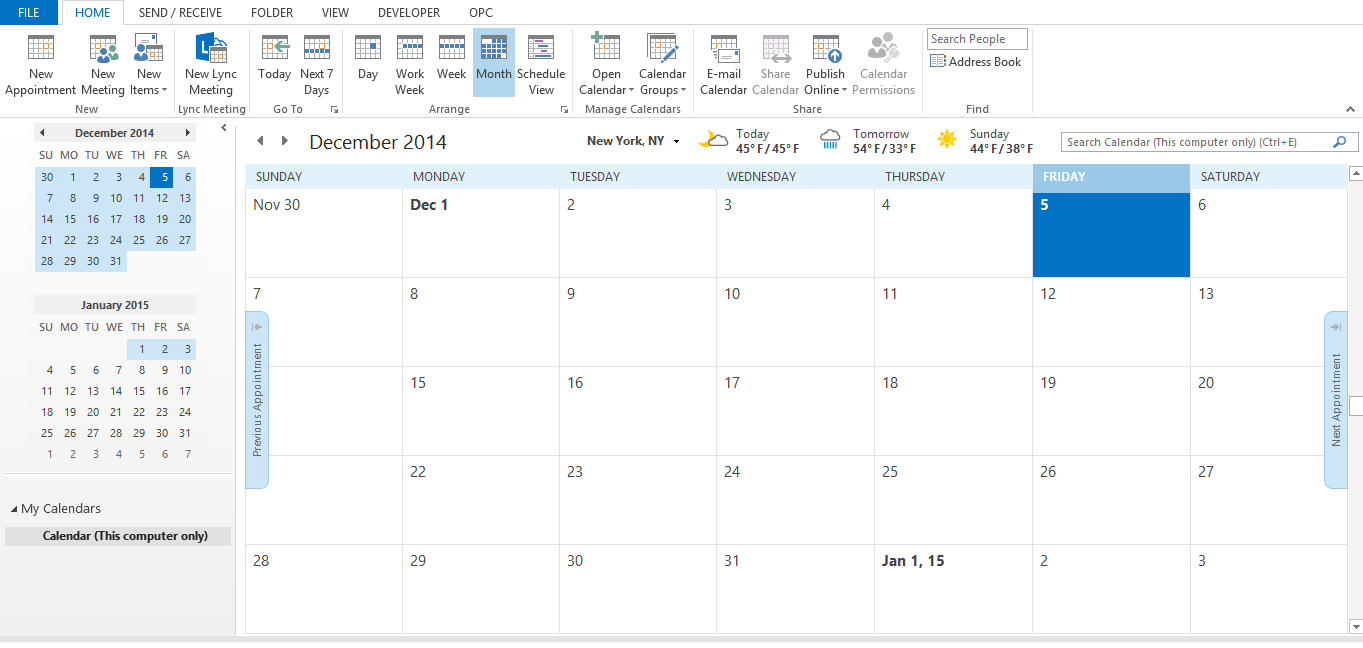 FILE HOME SEND / RECEIVE FOLDER VIEW DEVELOPER OPC
New Appointment
New Meeting
New Items
New
New Lync Meeting
Lync Meeting
Today
Next 7 Days
Go To
Day
Work Week
Week
Month
Schedule View
Arrange
Open Calendar
Calendar Groups
Manage Calendars
E-mail Calendar
Share Calendar
Publish Online
Calendar Permissions
Share
Search People
Address Book
Find
December 2014
SU MO TU WE TH FR SA
30 1 2 3 4 5 6
7 8 9 10 11 12 13
14 15 16 17 18 19 20
21 22 23 24 25 26 27
28 29 30 31
January 2015
SU MO TU WE TH FR SA
1 2 3
4 5 6 7 8 9 10
11 12 13 14 15 16 17
18 19 20 21 22 23 24
25 26 27 28 29 30 31
1 2 3 4 5 6 7
My Calendars
Calendar (This computer only)
December 2014
New York, NY
Today
45° F / 45° F
Tomorrow
54° F / 33° F
Sunday
44° F / 38° F
Search Calendar (This computer only) (Ctrl+E)
SUNDAY MONDAY TUESDAY WEDNESDAY THURSDAY FRIDAY SATURDAY
Nov 30 Dec 1 2 3 4 5 6
7 8 9 10 11 12 13
15 16 17 18 19 20
22 23 24 25 26 27
28 29 30 31 Jan 1, 15 2 3
Previous Appointment
Next Appointment